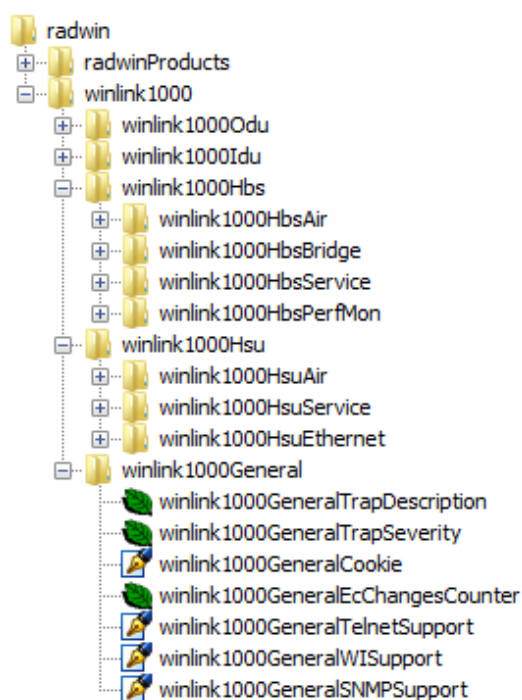 radwin
radwinProducts
winlink1000
winlink1000Odu
winlink1000Idu
winlink1000Hbs
winlink1000HbsAir
winlink1000HbsBridge
winlink1000HbsService
winlink1000HbsPerfMon
winlink1000Hsu
winlink1000HsuAir
winlink1000HsuService
winlink1000HsuEthernet
winlink1000General
winlink1000GeneralTrapDescription
winlink1000GeneralTrapSeverity
winlink1000GeneralCookie
winlink1000GeneralEcChangesCounter
winlink1000GeneralTelnetSupport
winlink1000GeneralWISupport
winlink1000GeneralSNMPSupport